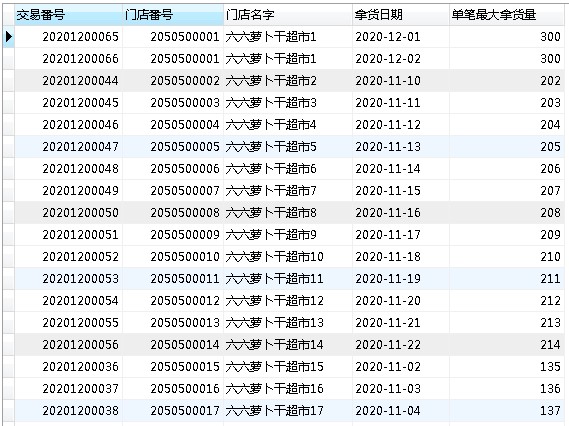 交易番号 门店番号 门店名字 拿货日期 单笔最大拿货量
20201200065 2050500001 六六萝卜干超市1 2020-12-01 300
20201200066 2050500001 六六萝卜干超市1 2020-12-02 300
20201200044 2050500002 六六萝卜干超市2 2020-11-10 202
20201200045 2050500003 六六萝卜干超市3 2020-11-11 203
20201200046 2050500004 六六萝卜干超市4 2020-11-12 204
20201200047 2050500005 六六萝卜干超市5 2020-11-13 205
20201200048 2050500006 六六萝卜干超市6 2020-11-14 206
20201200049 2050500007 六六萝卜干超市7 2020-11-15 207
20201200050 2050500008 六六萝卜干超市8 2020-11-16 208
20201200051 2050500009 六六萝卜干超市9 2020-11-17 209
20201200052 2050500010 六六萝卜干超市10 2020-11-18 210
20201200053 2050500011 六六萝卜干超市11 2020-11-19 211
20201200054 2050500012 六六萝卜干超市12 2020-11-20 212
20201200055 2050500013 六六萝卜干超市13 2020-11-21 213
20201200056 2050500014 六六萝卜干超市14 2020-11-22 214
20201200036 2050500015 六六萝卜干超市15 2020-11-02 135
20201200037 2050500016 六六萝卜干超市16 2020-11-03 136
20201200038 2050500017 六六萝卜干超市17 2020-11-04 137